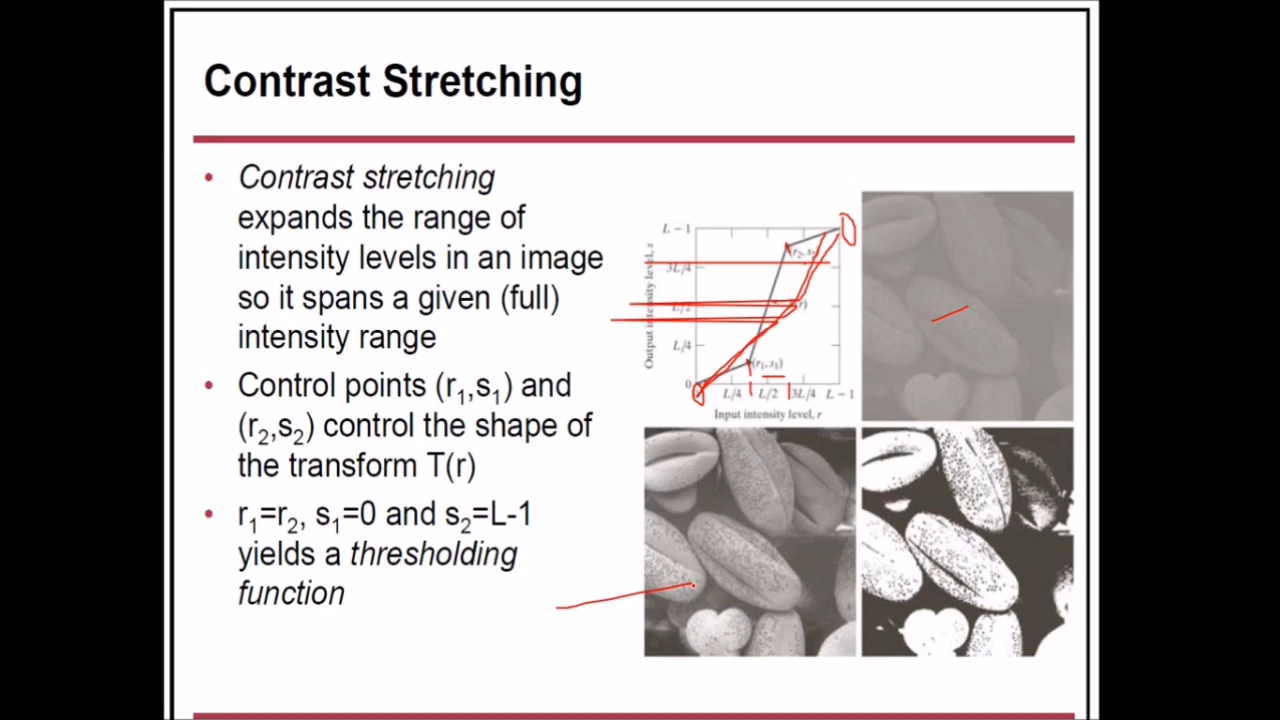 Contrast Stretching
• Contrast stretching
expands the range of
intensity levels in an image
so it spans a given (full)
intensity range
• Control points (r₁,s₁) and
(r₂,s₂) control the shape of
the transform T(r)
• r₁=r₂, s₁=0 and s₂=L-1
yields a thresholding
function
Output intensity level, s
L − 1
3L/4
L/2
L/4
0
(r₂, s₂)
(r₁, s₁)
L/4 L/2 3L/4 L − 1
Input intensity level, r